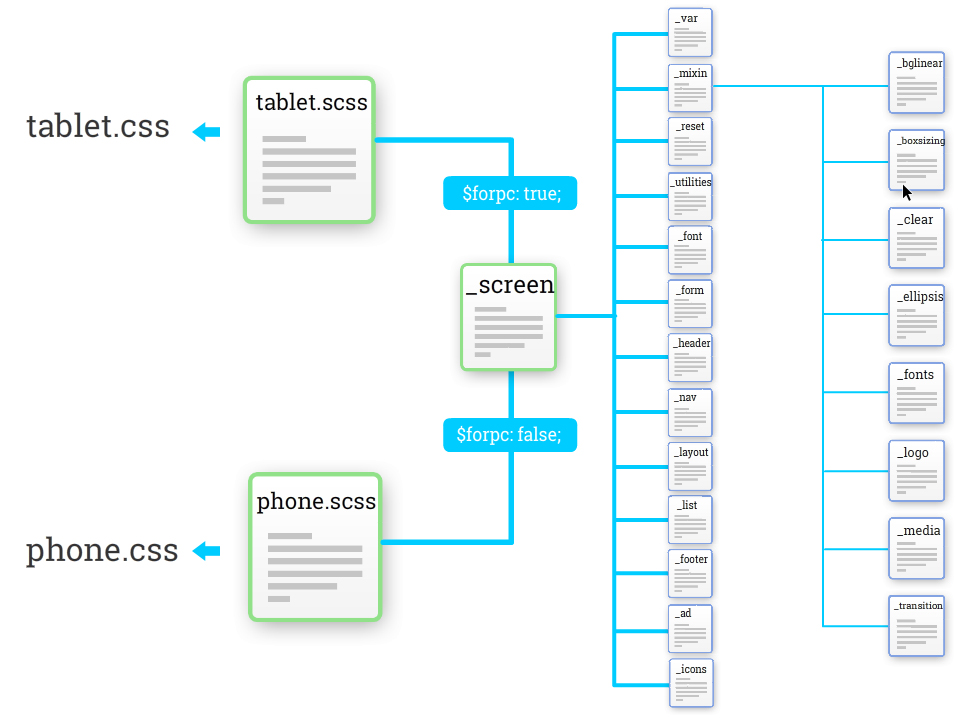 tablet.css
tablet.scss
$forpc: true;
_screen
$forpc: false;
phone.css
phone.scss
_var
_mixin
_reset
_utilities
_font
_form
_header
_nav
_layout
_list
_footer
_ad
_icons
_bglinear
_boxsizing
_clear
_ellipsis
_fonts
_logo
_media
_transition